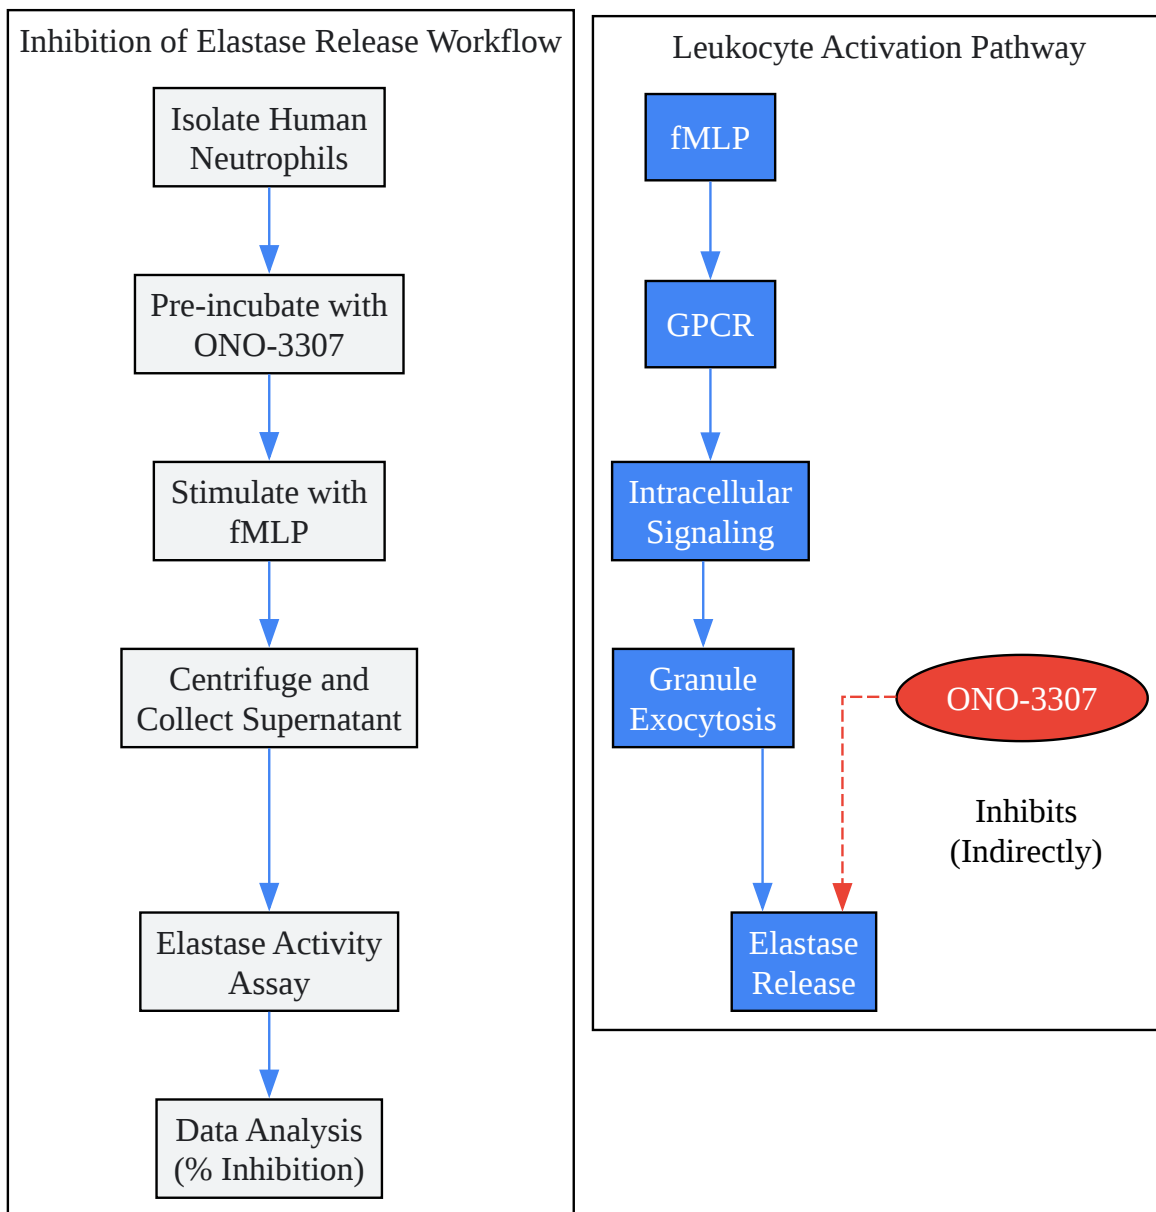 Inhibition of Elastase Release Workflow
Isolate Human
Neutrophils
Pre-incubate with
ONO-3307
Stimulate with
fMLP
Centrifuge and
Collect Supernatant
Elastase Activity
Assay
Data Analysis
(% Inhibition)
Leukocyte Activation Pathway
fMLP
GPCR
Intracellular
Signaling
Granule
Exocytosis
ONO-3307
Inhibits
(Indirectly)
Elastase
Release